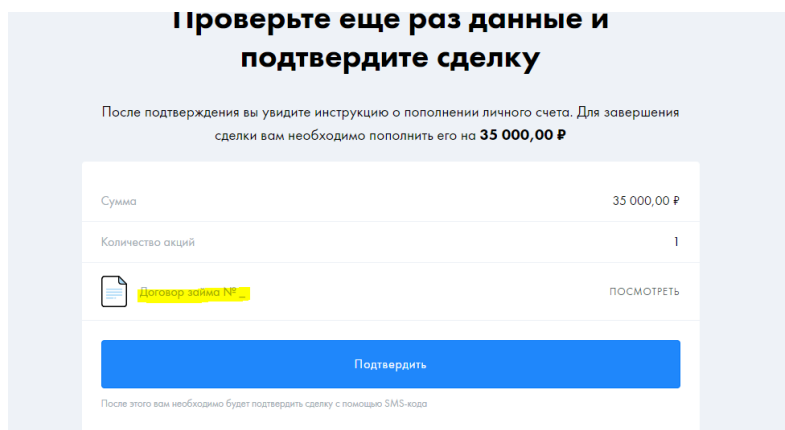 Проверьте еще раз данные и
подтвердите сделку
После подтверждения вы увидите инструкцию о пополнении личного счета. Для завершения
сделки вам необходимо пополнить его на 35 000,00 ₽
Сумма 35 000,00 ₽
Количество акций 1
Договор займа № _ ПОСМОТРЕТЬ
Подтвердить
После этого вам необходимо будет подтвердить сделку с помощью SMS-кода